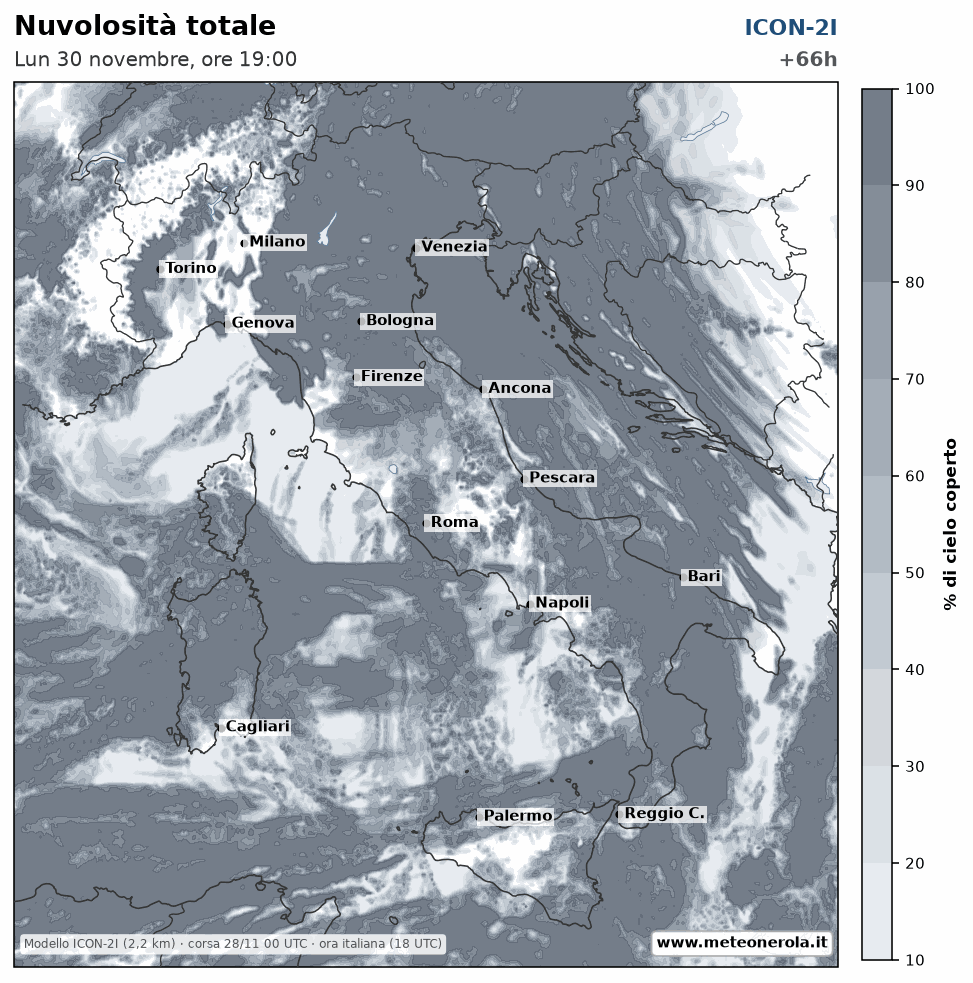 Nuvolosità totale
ICON-2I
Lun 30 novembre, ore 19:00
+66h
Milano
Venezia
Torino
Genova
Bologna
Firenze
Ancona
Pescara
Roma
Bari
Napoli
Cagliari
Palermo
Reggio C.
100
90
80
70
60
50
40
30
20
10
% di cielo coperto
Modello ICON-2I (2,2 km) · corsa 28/11 00 UTC · ora italiana (18 UTC)
www.meteonerola.it